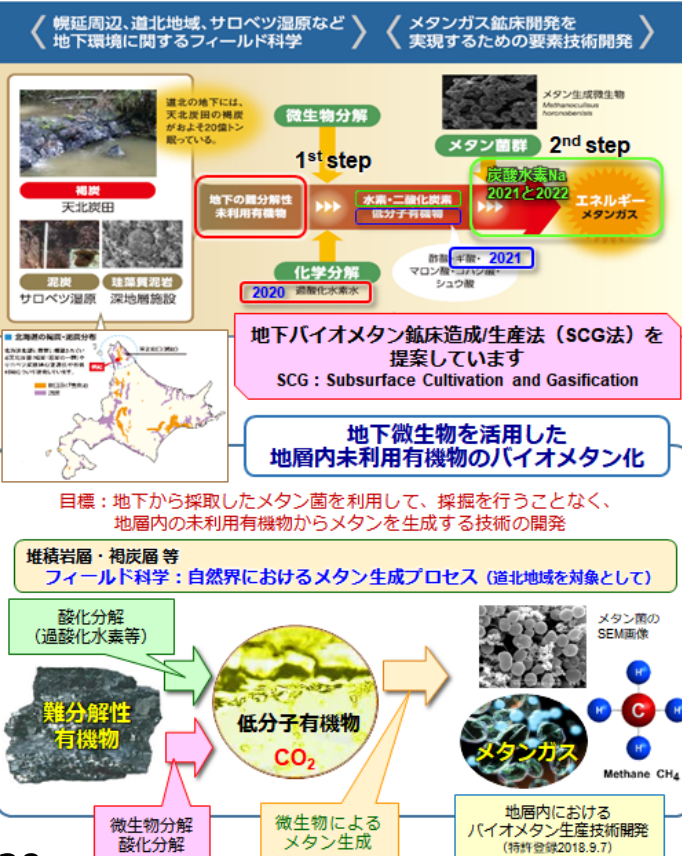 幌延周辺、道北地域、サロベツ湿原など
地下環境に関するフィールド科学
メタンガス鉱床開発を
実現するための要素技術開発
道北の地下には、
天北炭田の褐炭
がおよそ20億トン
眠っている。
褐炭
天北炭田
泥炭
サロベツ湿原
珪藻質泥岩
深地層施設
微生物分解
1st step
地下の難分解性
未利用有機物
水素・二酸化炭素
低分子有機物
化学分解
2020 過酸化水素水
メタン生成微生物
Methanoculleus
horonobensis
メタン菌群
2nd step
炭酸水素Na
2021と2022
エネルギー
メタンガス
酢酸・ギ酸・ 2021
マロン酸・コハク酸・
シュウ酸
地下バイオメタン鉱床造成/生産法（SCG法）を
提案しています
SCG：Subsurface Cultivation and Gasification
北海道の褐炭・泥炭分布
地下微生物を活用した
地層内未利用有機物のバイオメタン化
目標：地下から採取したメタン菌を利用して、採掘を行うことなく、
地層内の未利用有機物からメタンを生成する技術の開発
堆積岩層・褐炭層 等
フィールド科学：自然界におけるメタン生成プロセス（道北地域を対象として）
酸化分解
（過酸化水素等）
難分解性
有機物
低分子有機物
CO₂
微生物分解
酸化分解
微生物による
メタン生成
メタン菌の
SEM画像
メタンガス
H
H
C
H
H
Methane CH₄
地層内における
バイオメタン生産技術開発
（特許登録2018.9.7）